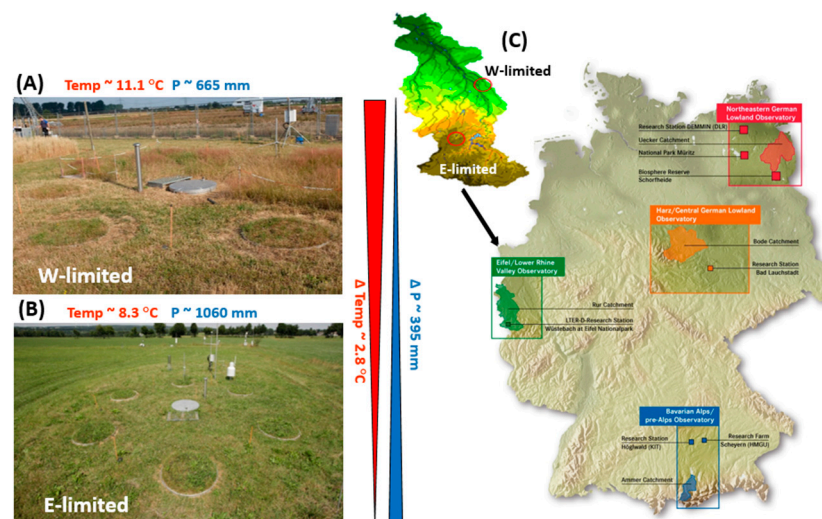 (A)
Temp ~ 11.1 °C P ~ 665 mm
W-limited
(B)
Temp ~ 8.3 °C P ~ 1060 mm
E-limited
Δ Temp ~ 2.8 °C
Δ P ~ 395 mm
(C)
W-limited
E-limited
Northeastern German
Lowland Observatory
Research Station DEMMIN (DLR)
Uecker Catchment
National Park Müritz
Biosphere Reserve
Schorfheide
Harz/Central German Lowland
Observatory
Bode Catchment
Research Station
Bad Lauchstädt
Eifel/Lower Rhine
Valley Observatory
Rur Catchment
LTER-D-Research Station
Wüstebach at Eifel Nationalpark
Bavarian Alps/
pre-Alps Observatory
Research Station
Höglwald (KIT)
Research Farm
Scheyern (HMGU)
Ammer Catchment